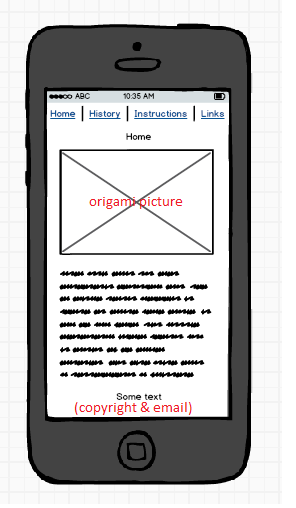 ABC 10:35 AM
Home History Instructions Links
Home
origami picture
Some text
(copyright & email)